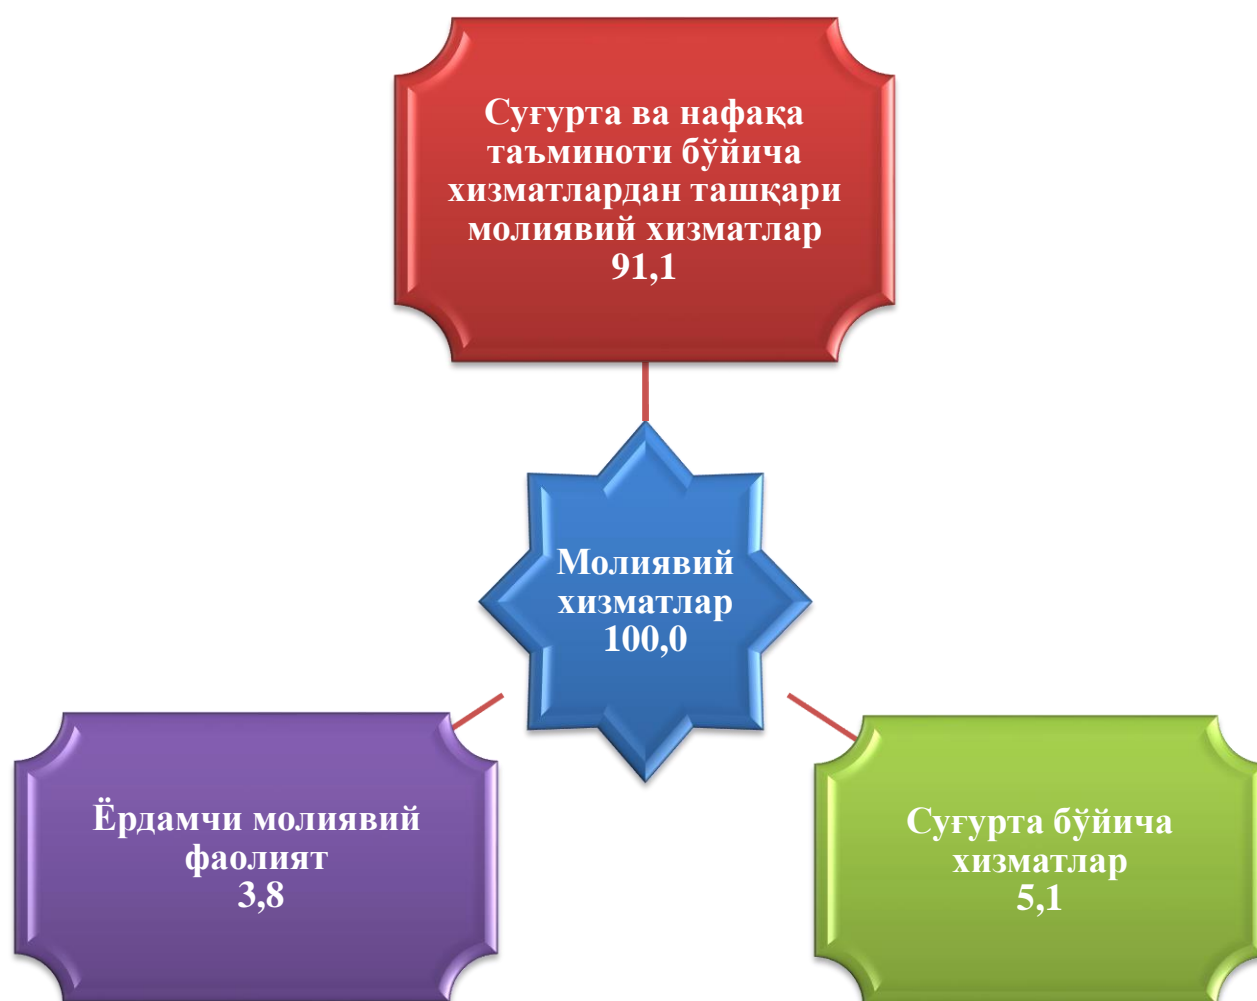 Суғурта ва нафақа
таъминоти бўйича
хизматлардан ташқари
молиявий хизматлар
91,1
Молиявий
хизматлар
100,0
Ёрдамчи молиявий
фаолият
3,8
Суғурта бўйича
хизматлар
5,1